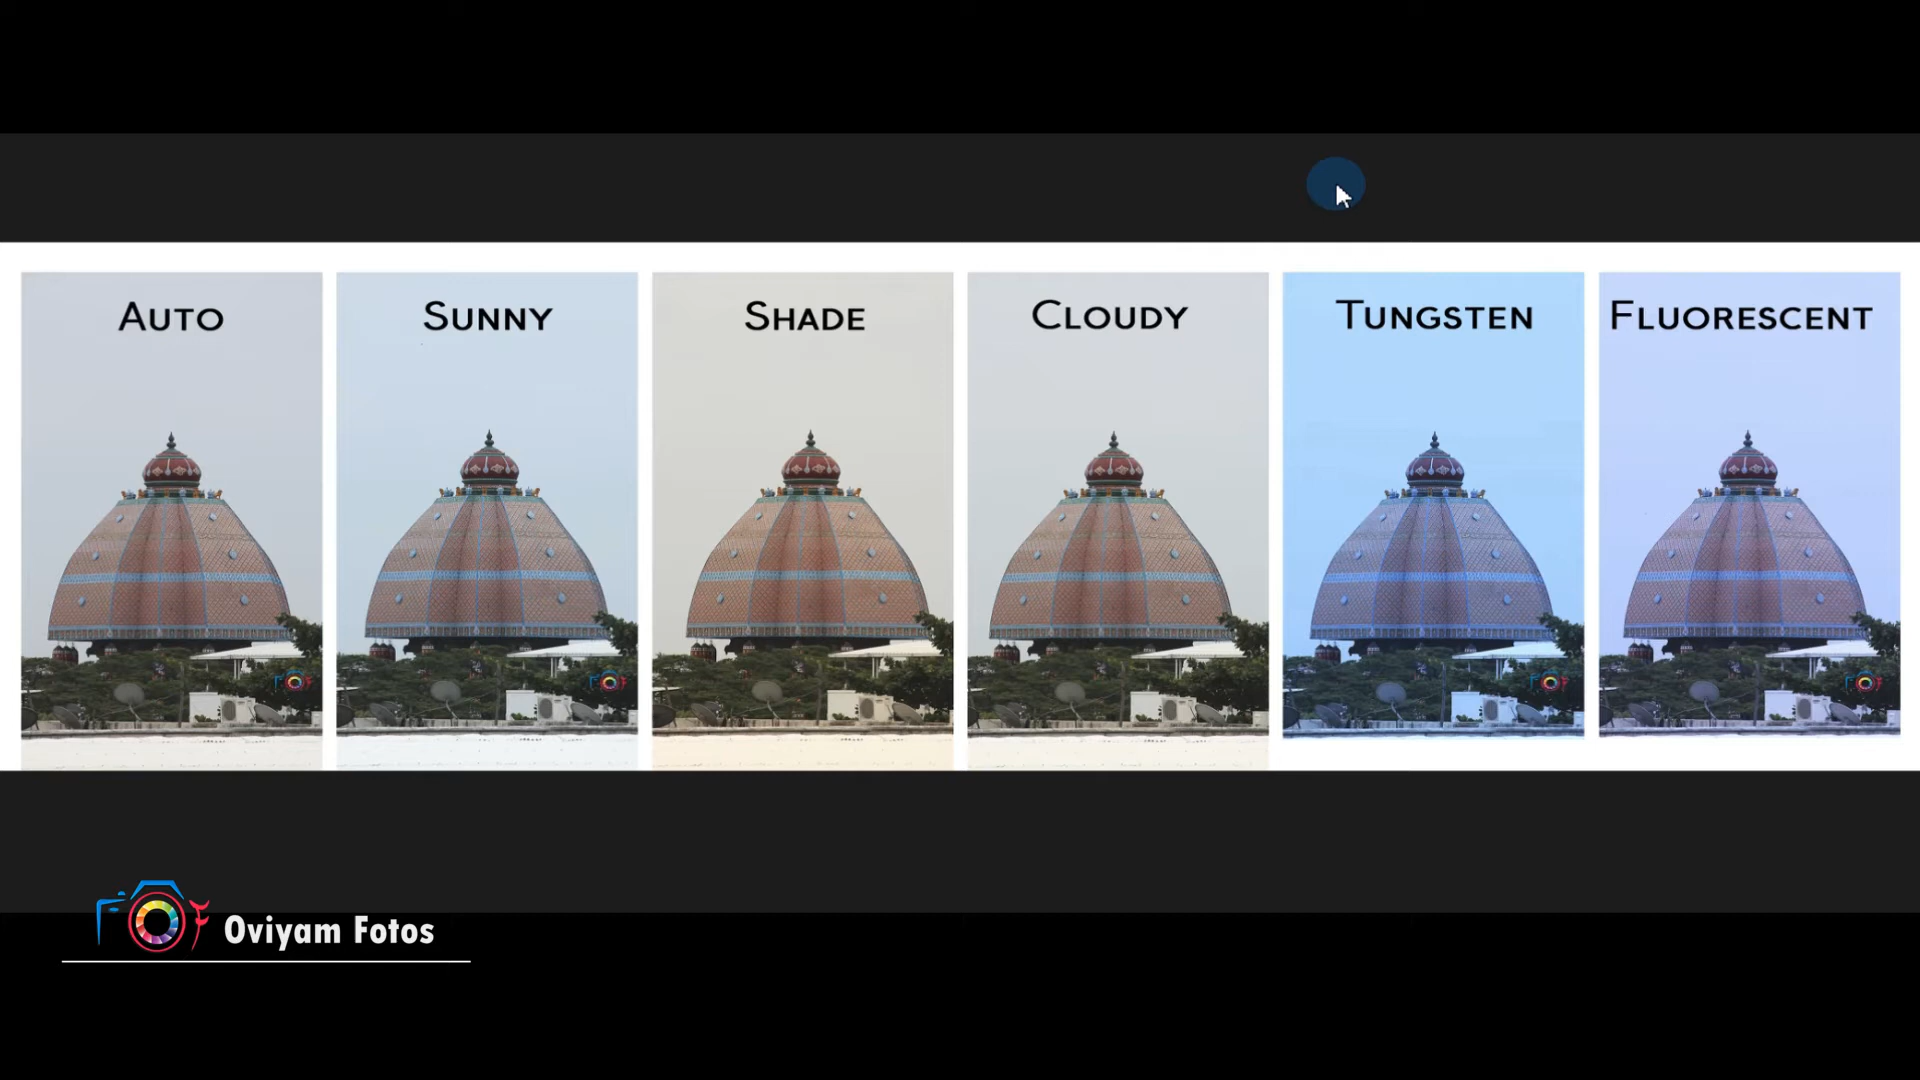 Auto
Sunny
Shade
Cloudy
Tungsten
Fluorescent
Oviyam Fotos